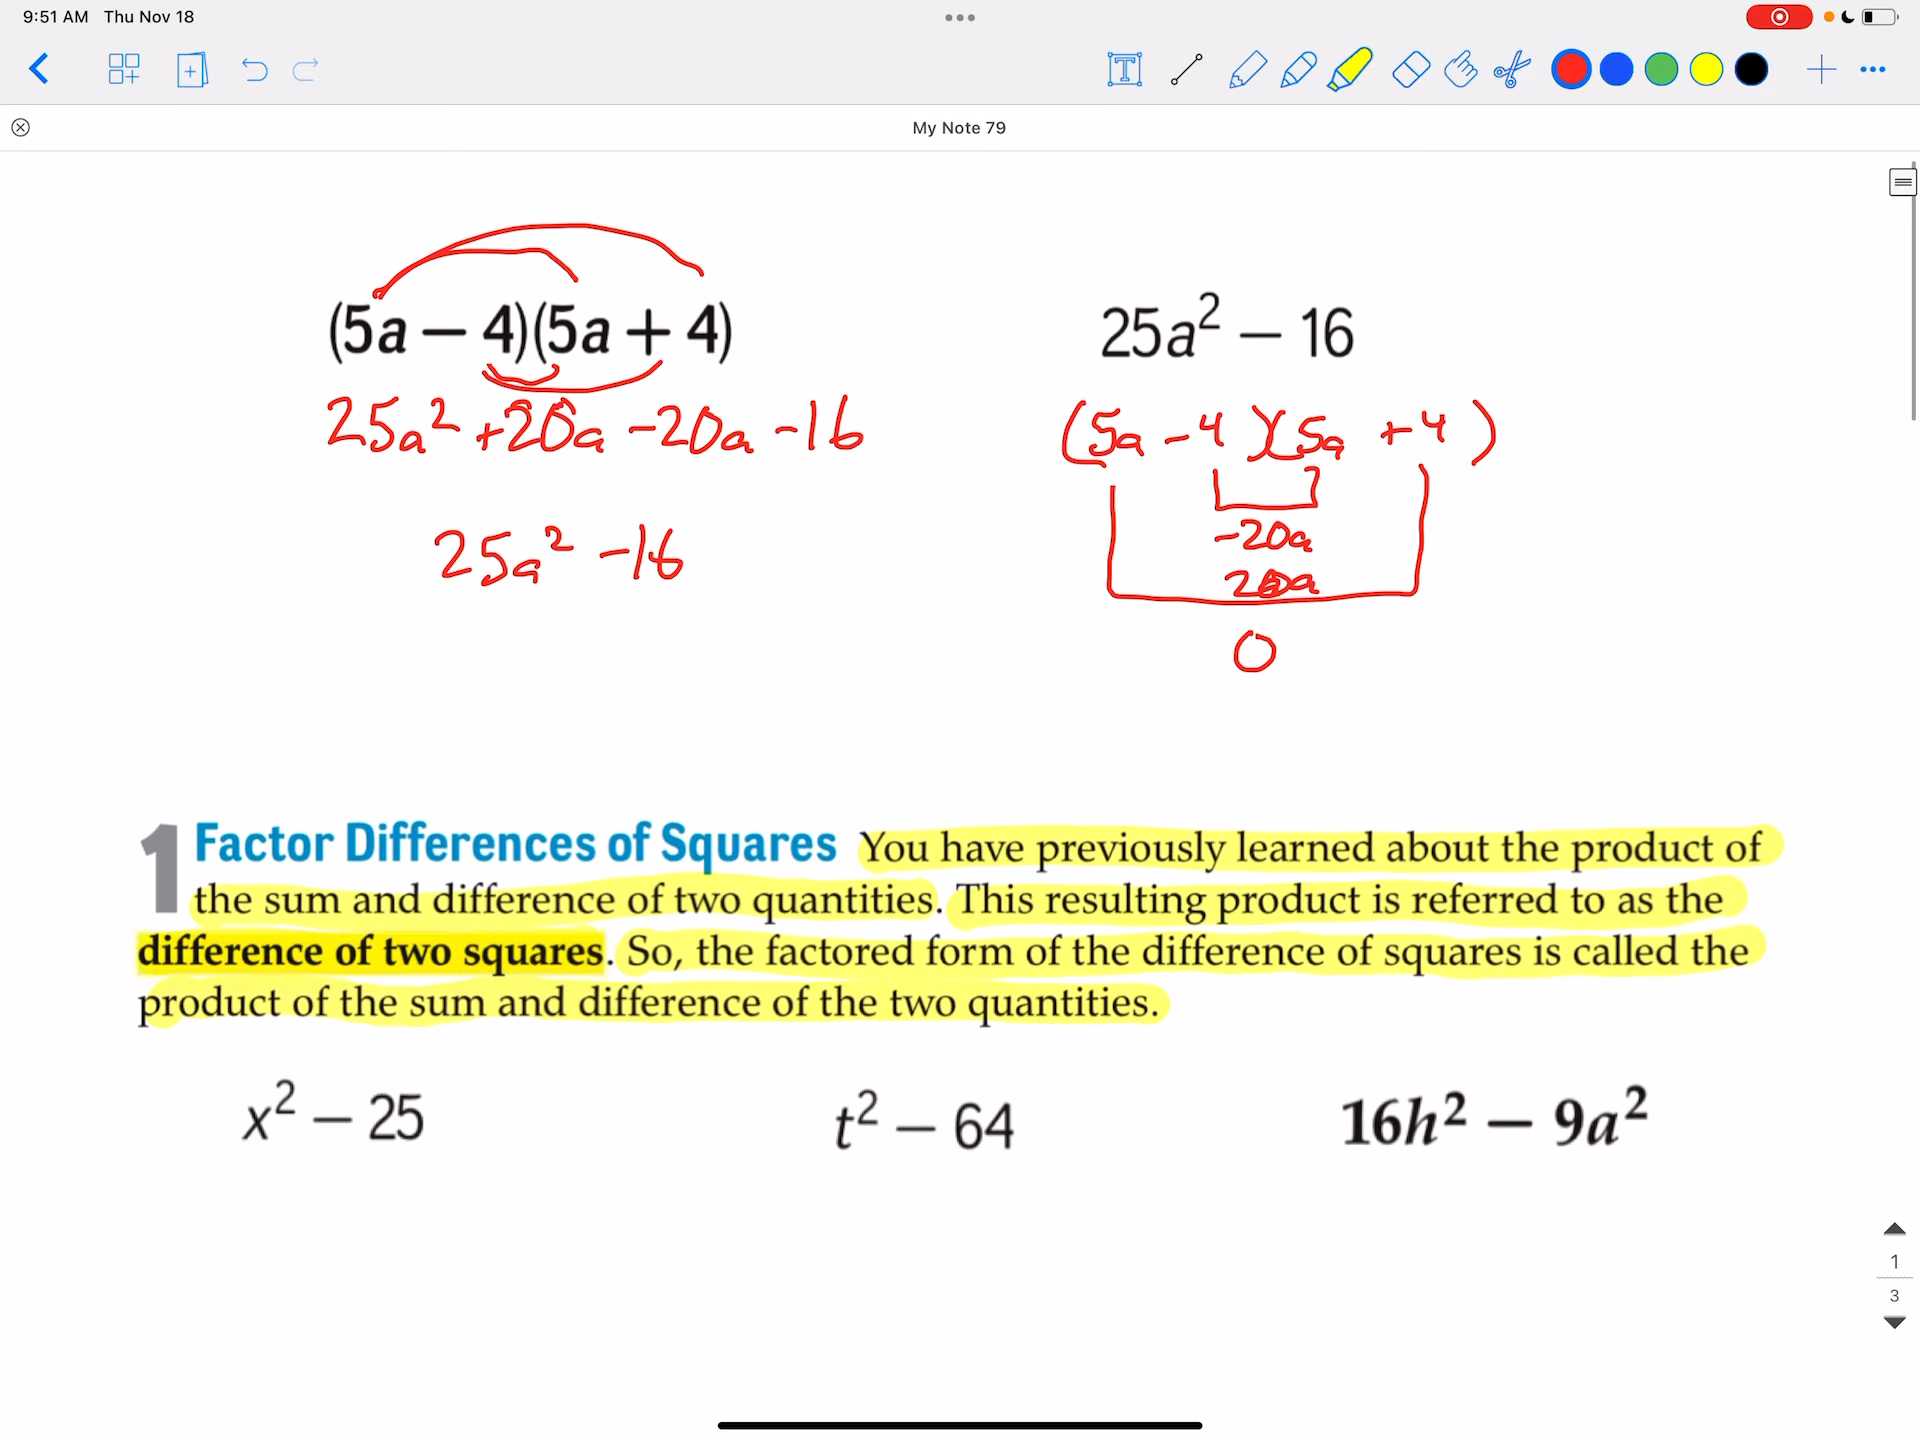 9:51 AM Thu Nov 18
My Note 79
(5a − 4)(5a + 4)
25a² +20a -20a -16
25a² -16
25a² − 16
(5a -4)(5a +4)
-20a
20a
0
1 Factor Differences of Squares You have previously learned about the product of
the sum and difference of two quantities. This resulting product is referred to as the
difference of two squares. So, the factored form of the difference of squares is called the
product of the sum and difference of the two quantities.
x² − 25 t² − 64 16h² − 9a²
1
3